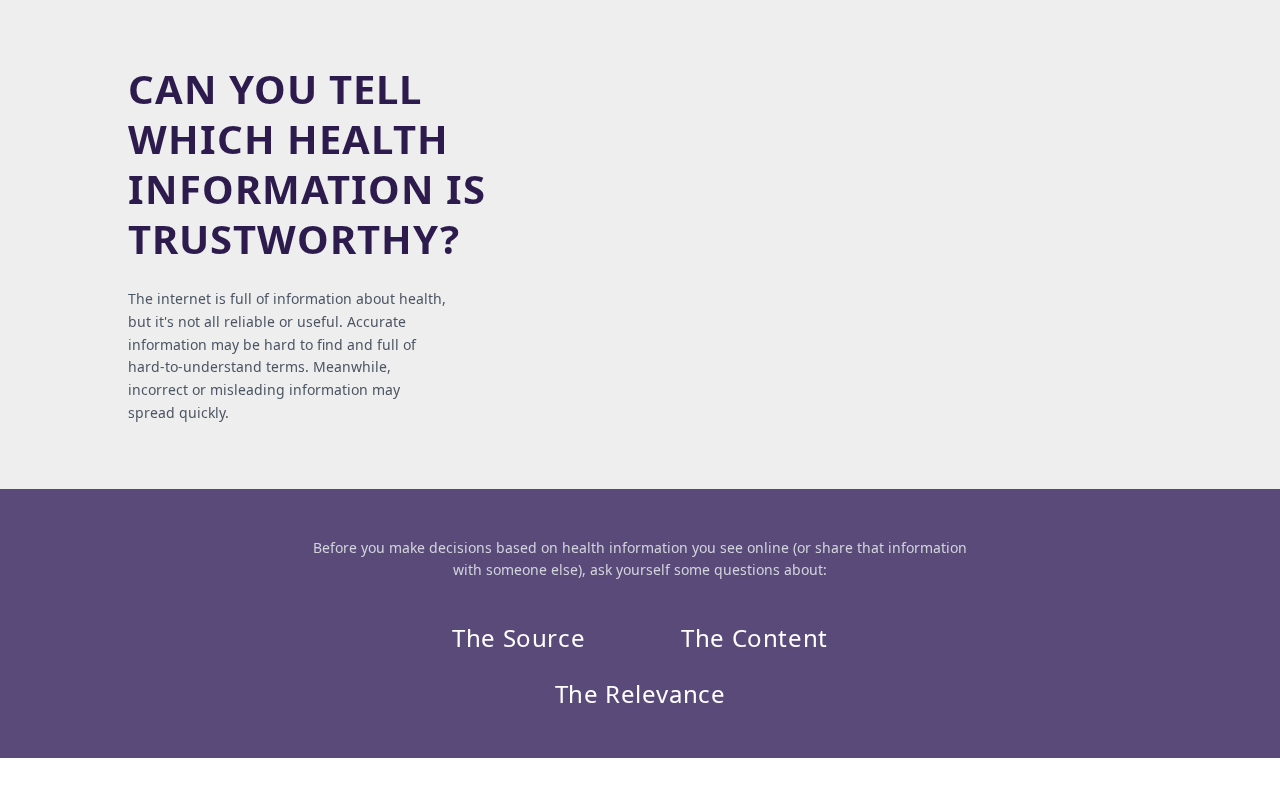 CAN YOU TELL
WHICH HEALTH
INFORMATION IS
TRUSTWORTHY?
The internet is full of information about health,
but it's not all reliable or useful. Accurate
information may be hard to find and full of
hard-to-understand terms. Meanwhile,
incorrect or misleading information may
spread quickly.
Before you make decisions based on health information you see online (or share that information
with someone else), ask yourself some questions about:
The Source
The Content
The Relevance